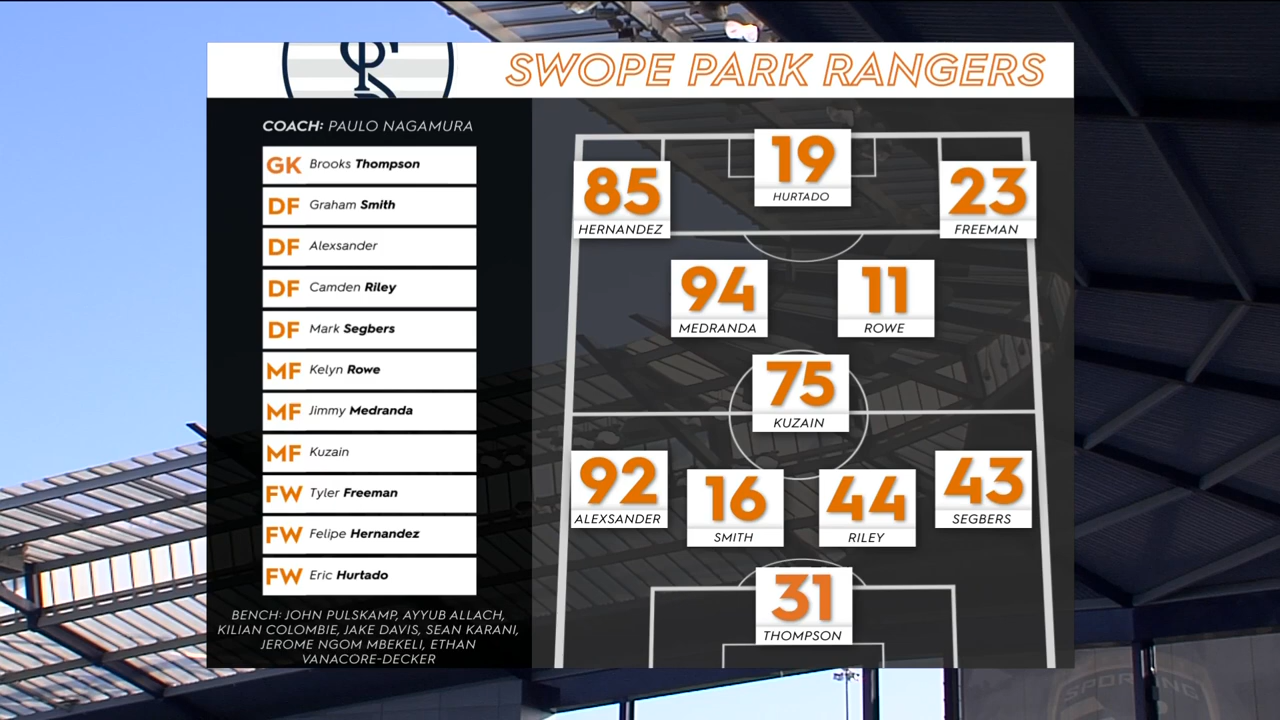 SWOPE PARK RANGERS
COACH: PAULO NAGAMURA
GK Brooks Thompson
DF Graham Smith
DF Alexsander
DF Camden Riley
DF Mark Segbers
MF Kelyn Rowe
MF Jimmy Medranda
MF Kuzain
FW Tyler Freeman
FW Felipe Hernandez
FW Eric Hurtado
BENCH: JOHN PULSKAMP, AYYUB ALLACH,
KILIAN COLOMBIE, JAKE DAVIS, SEAN KARANI,
JEROME NGOM MBEKELI, ETHAN
VANACORE-DECKER
19
HURTADO
85
HERNANDEZ
23
FREEMAN
94
MEDRANDA
11
ROWE
75
KUZAIN
92
ALEXSANDER
16
SMITH
44
RILEY
43
SEGBERS
31
THOMPSON
SPORTING